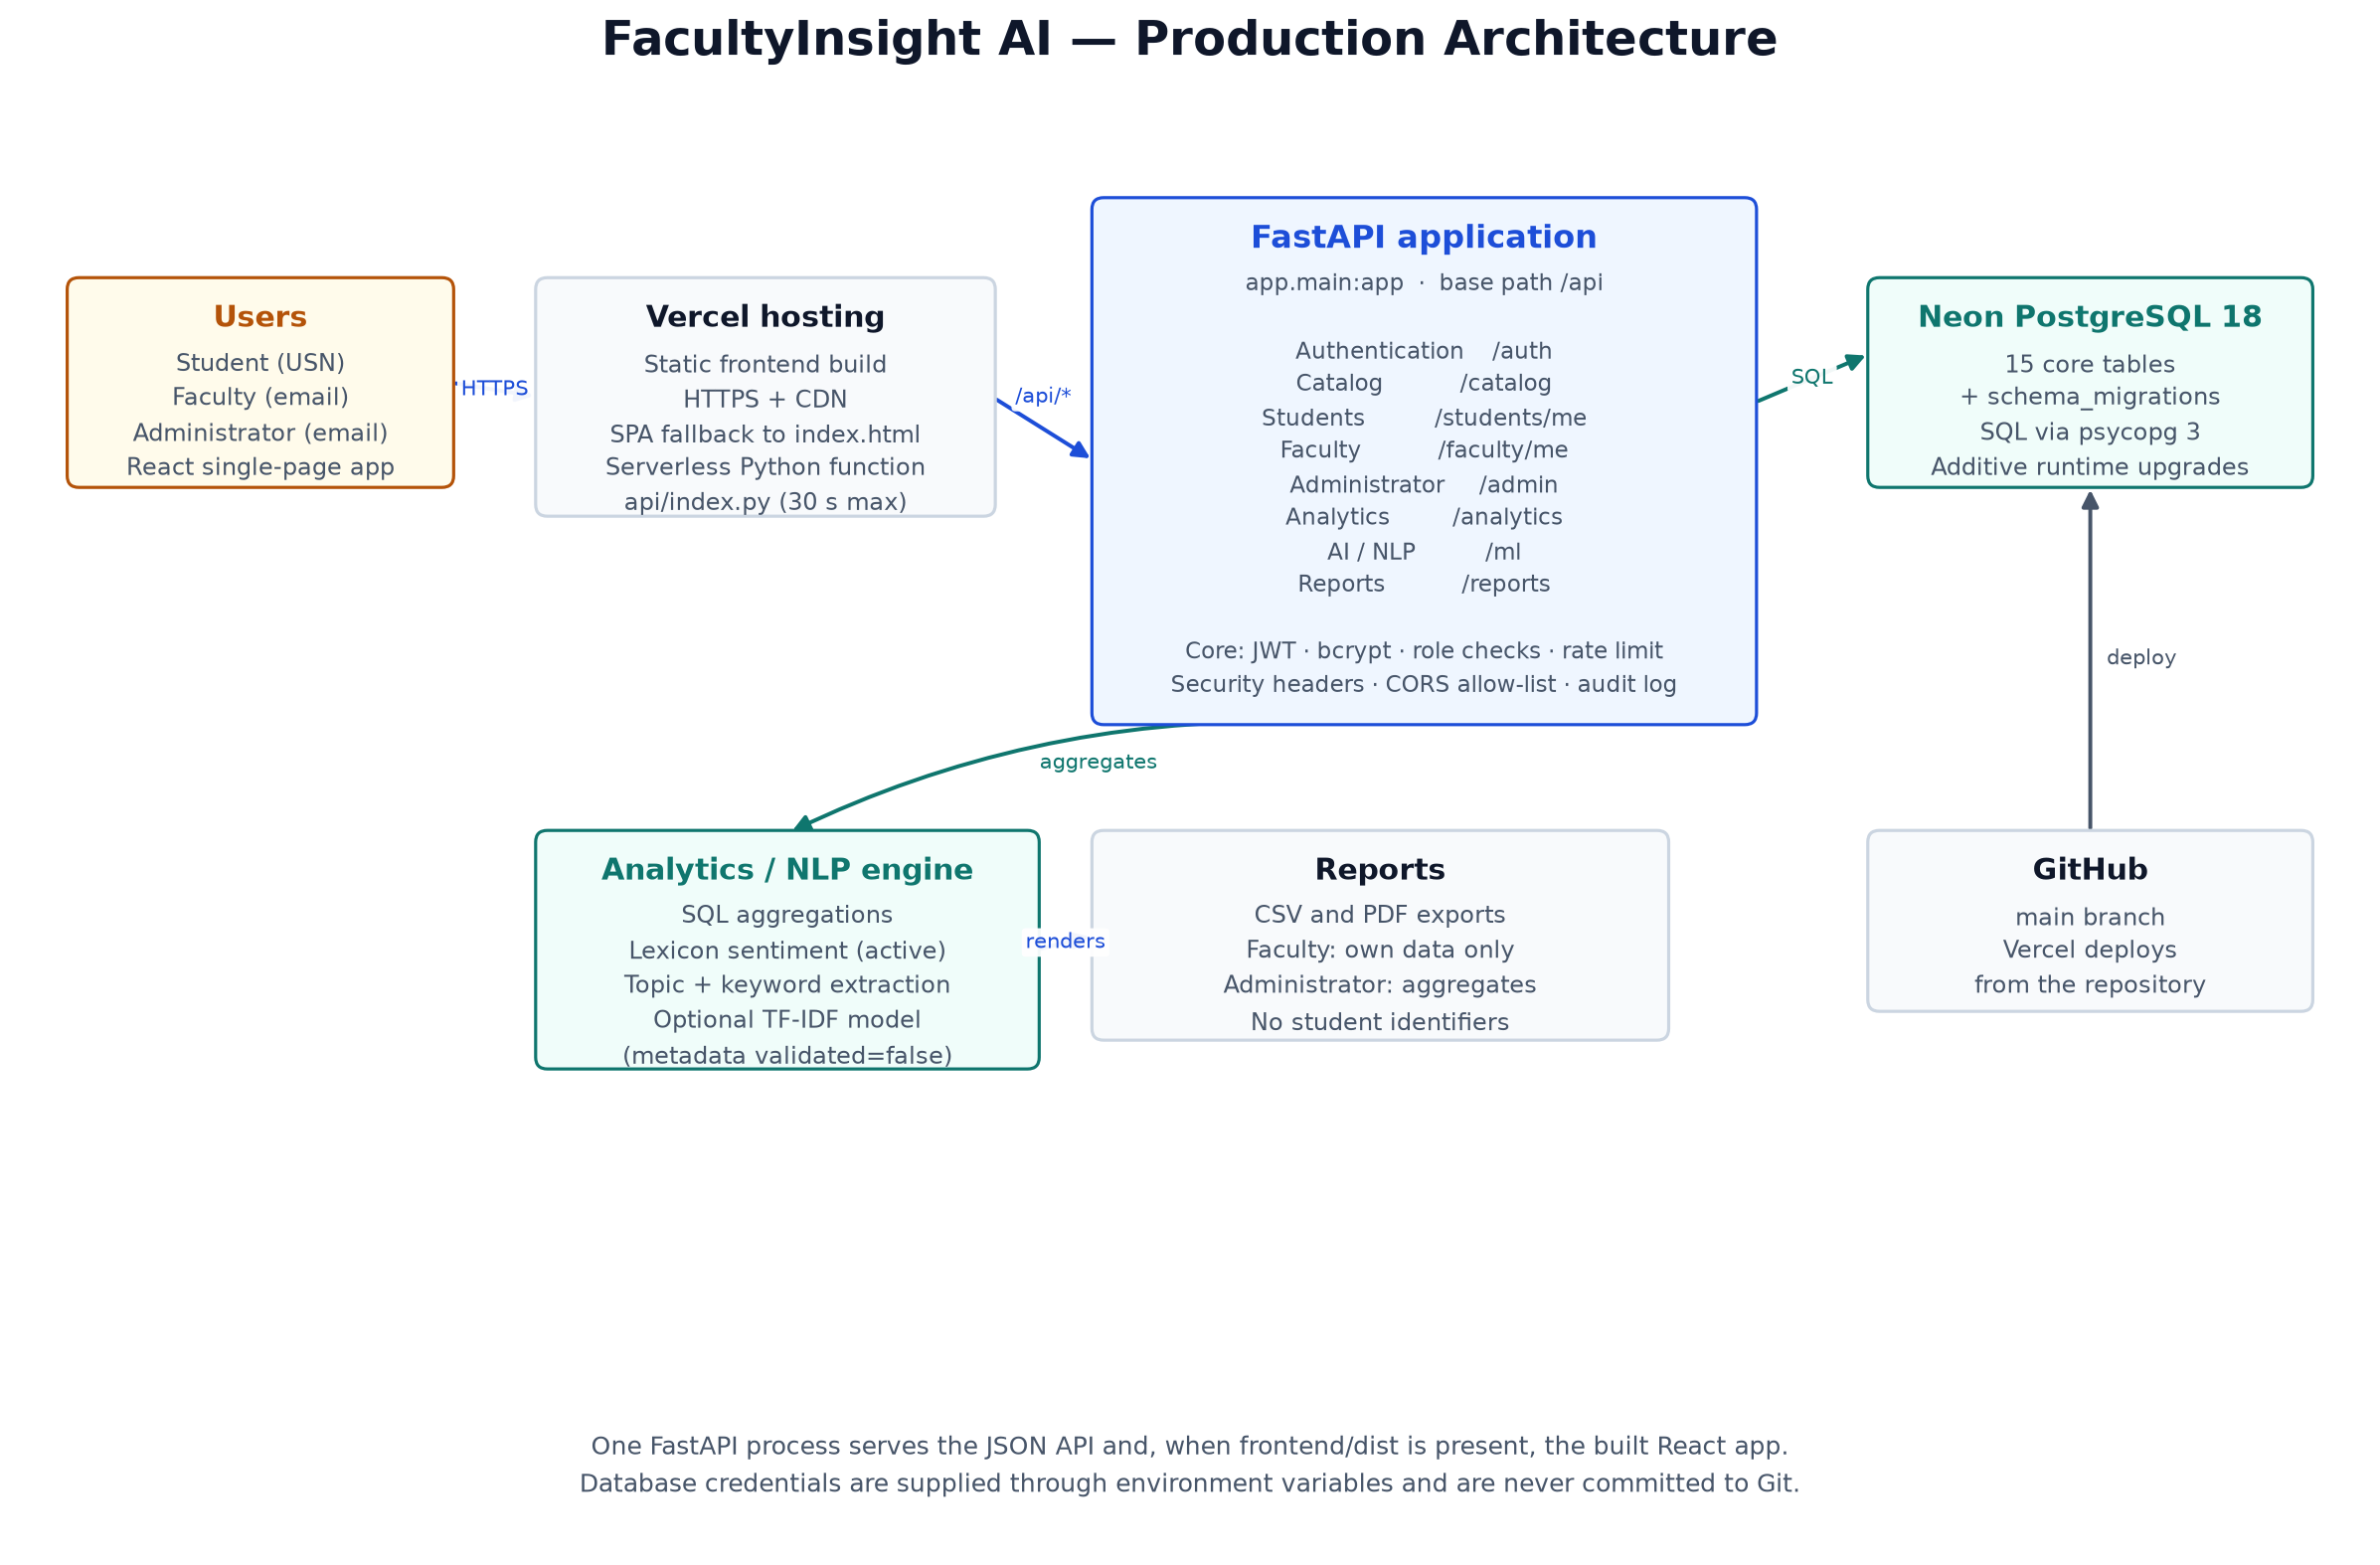 FacultyInsight AI — Production Architecture
Users
Student (USN)
Faculty (email)
Administrator (email)
React single-page app
HTTPS
Vercel hosting
Static frontend build
HTTPS + CDN
SPA fallback to index.html
Serverless Python function
api/index.py (30 s max)
/api/*
FastAPI application
app.main:app · base path /api
Authentication /auth
Catalog /catalog
Students /students/me
Faculty /faculty/me
Administrator /admin
Analytics /analytics
AI / NLP /ml
Reports /reports
Core: JWT · bcrypt · role checks · rate limit
Security headers · CORS allow-list · audit log
SQL
Neon PostgreSQL 18
15 core tables
+ schema_migrations
SQL via psycopg 3
Additive runtime upgrades
deploy
aggregates
Analytics / NLP engine
SQL aggregations
Lexicon sentiment (active)
Topic + keyword extraction
Optional TF-IDF model
(metadata validated=false)
renders
Reports
CSV and PDF exports
Faculty: own data only
Administrator: aggregates
No student identifiers
GitHub
main branch
Vercel deploys
from the repository
One FastAPI process serves the JSON API and, when frontend/dist is present, the built React app.
Database credentials are supplied through environment variables and are never committed to Git.